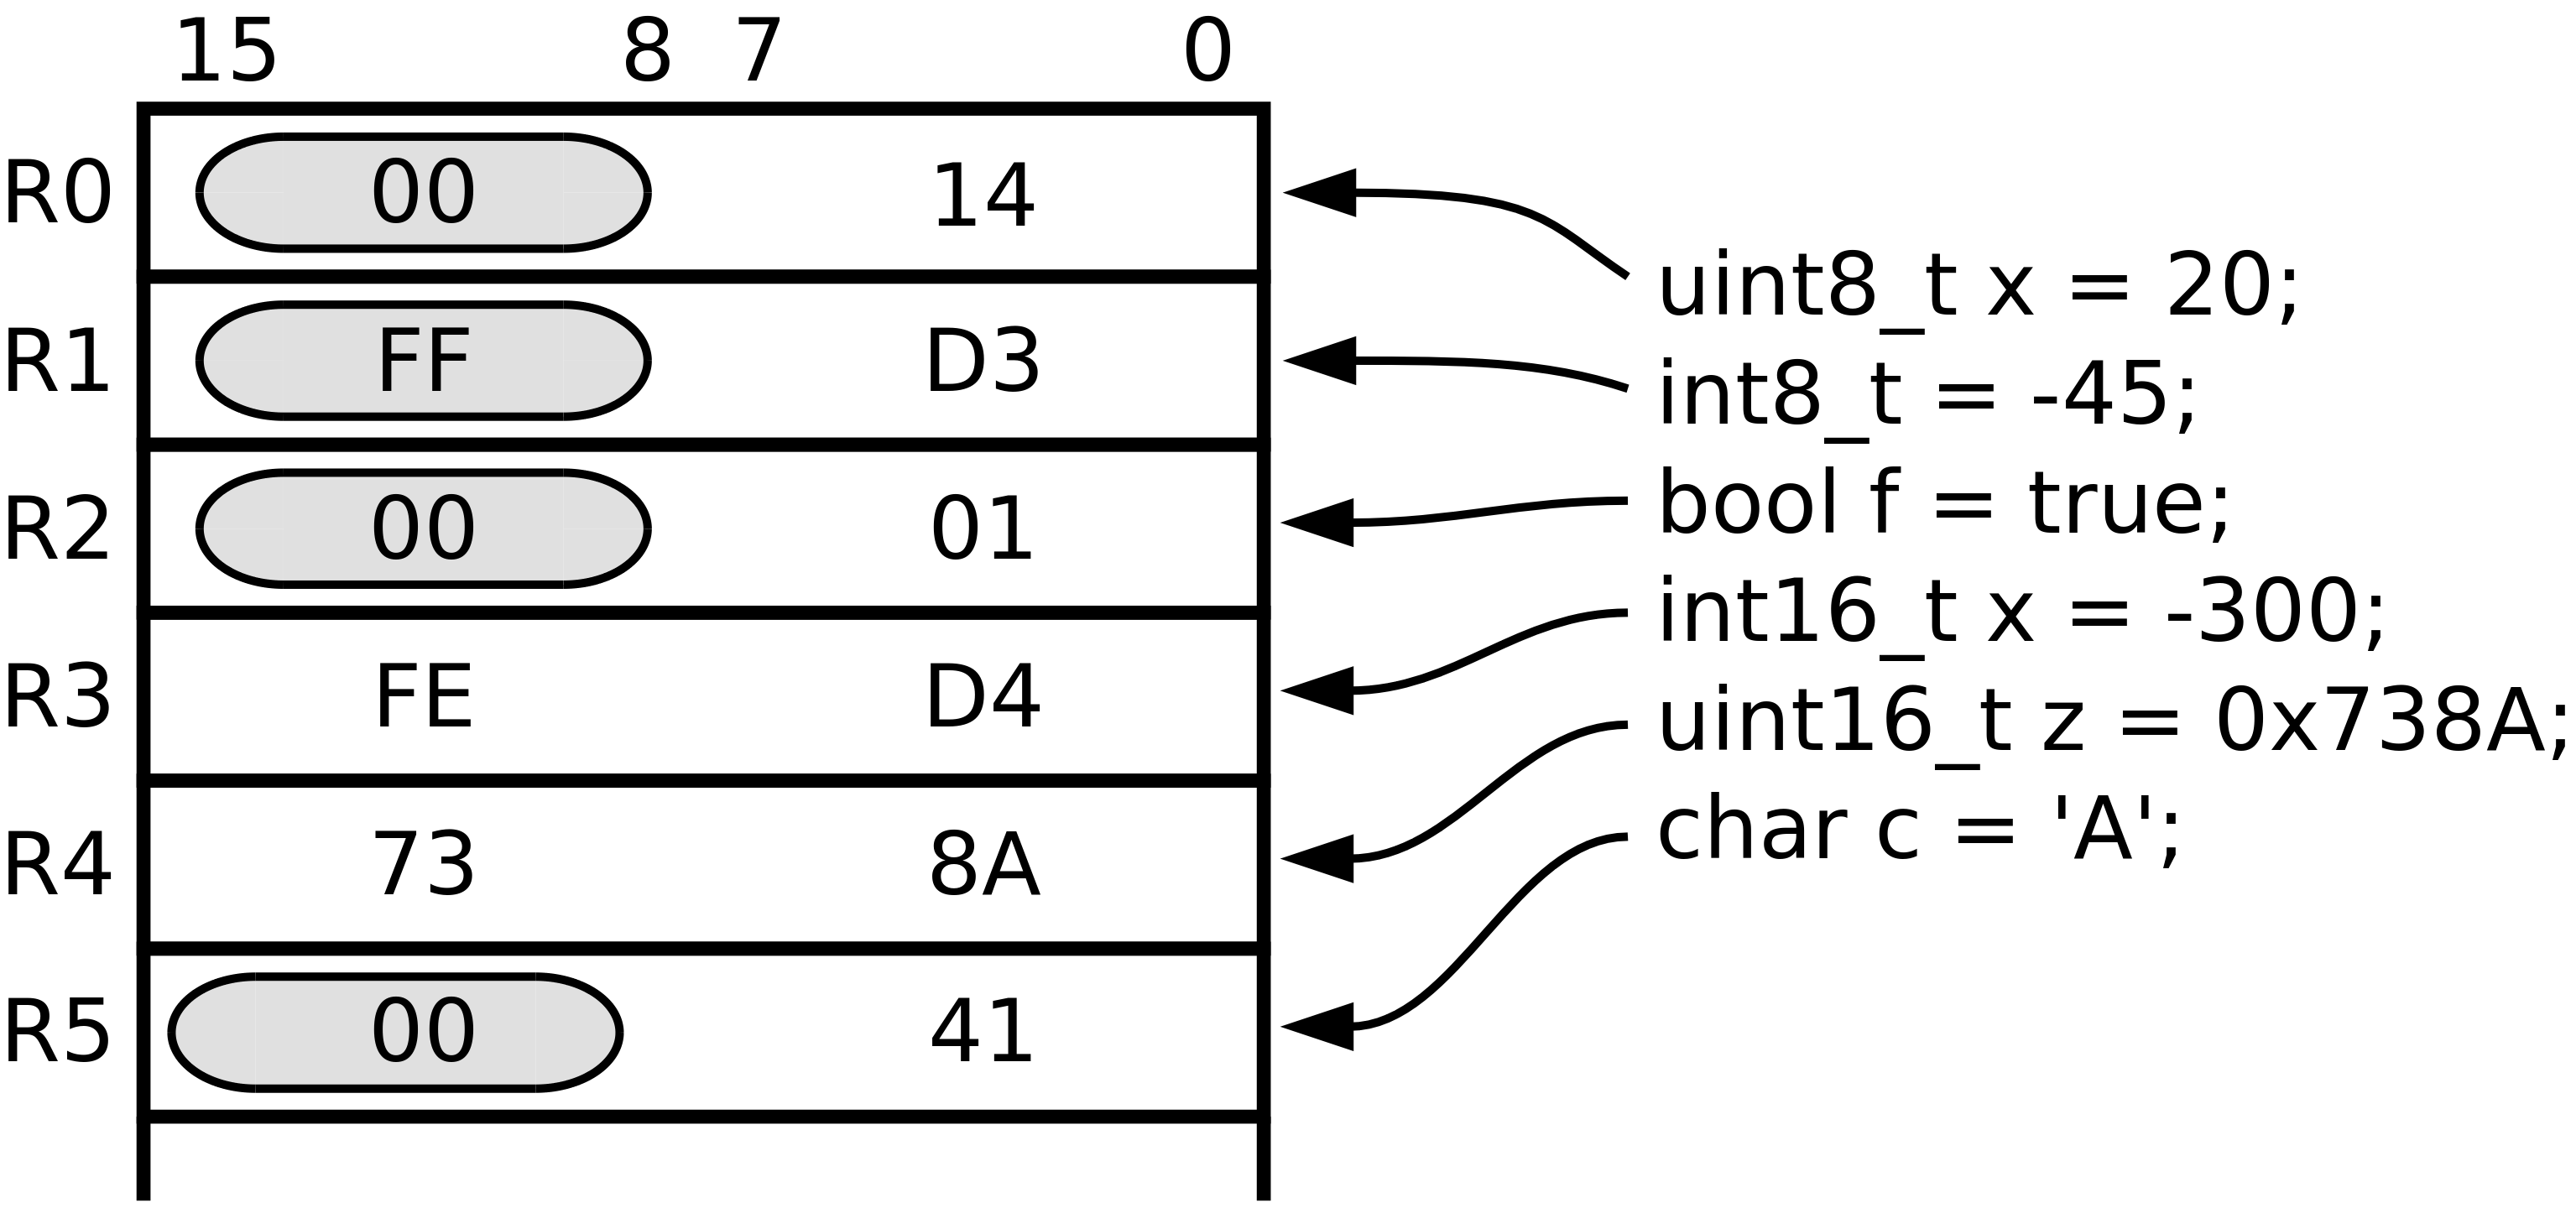 15 8 7 0
R0 00 14
R1 FF D3
R2 00 01
R3 FE D4
R4 73 8A
R5 00 41
uint8_t x = 20;
int8_t = -45;
bool f = true;
int16_t x = -300;
uint16_t z = 0x738A;
char c = 'A';